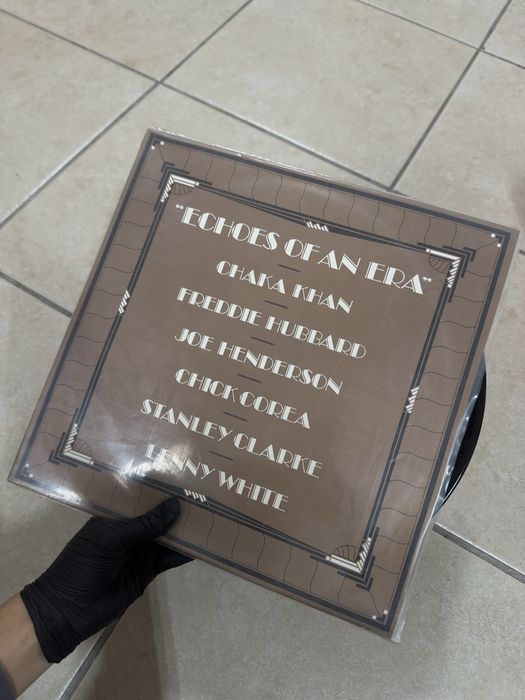 "ECHOES OF AN ERA"
CHAKA KHAN
FREDDIE HUBBARD
JOE HENDERSON
CHICK COREA
STANLEY CLARKE
LENNY WHITE